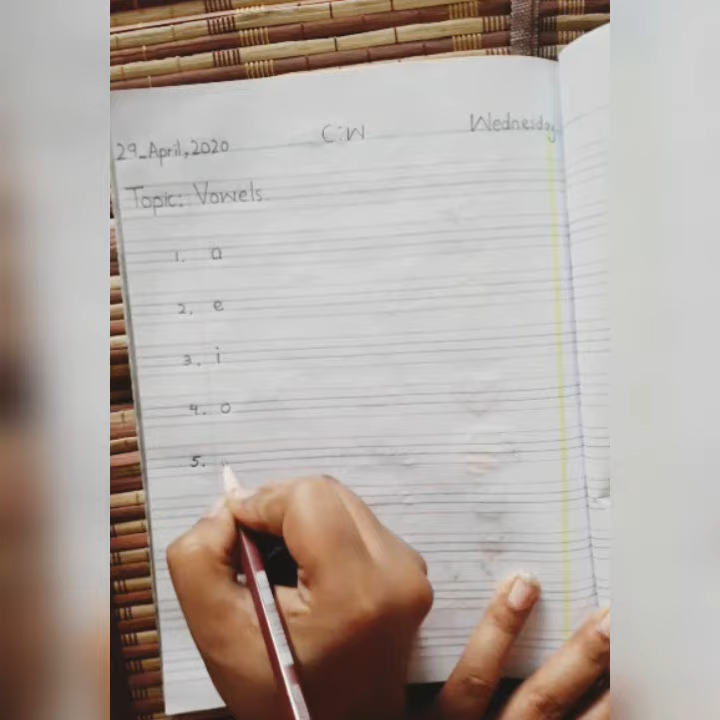 29_April,2020 C:W Wednesday
Topic: Vowels
1. a
2. e
3. i
4. o
5.